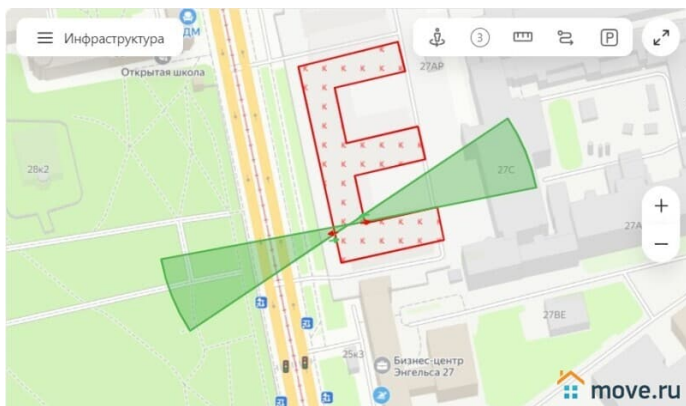 Инфраструктура
ДМ
3
P
Открытая школа
27АР
28к2
27С
+
27А
−
27ВЕ
25к3
Бизнес-центр
Энгельса 27
move.ru